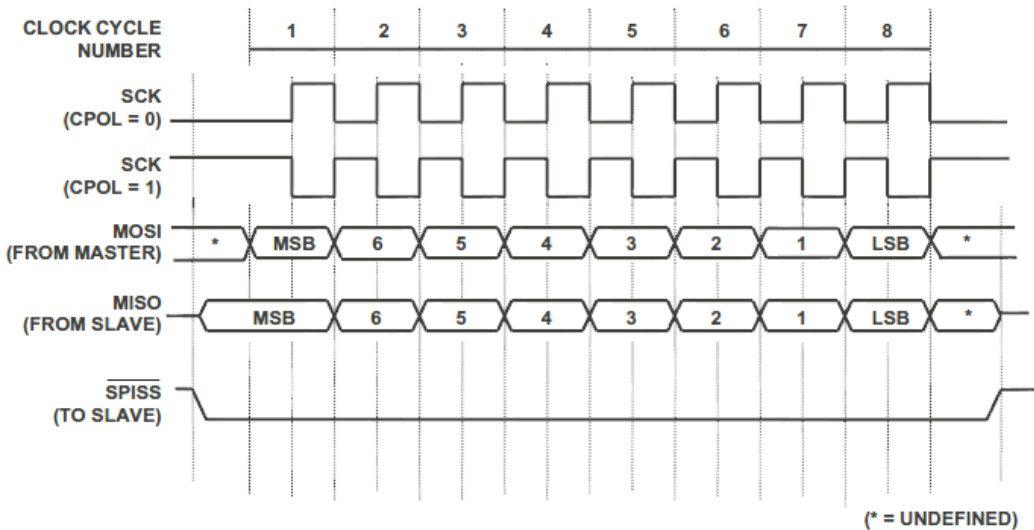 CLOCK CYCLE
NUMBER
1 2 3 4 5 6 7 8
SCK
(CPOL = 0)
SCK
(CPOL = 1)
MOSI
(FROM MASTER)
* MSB 6 5 4 3 2 1 LSB *
MISO
(FROM SLAVE)
MSB 6 5 4 3 2 1 LSB *
SPISS
(TO SLAVE)
(* = UNDEFINED)